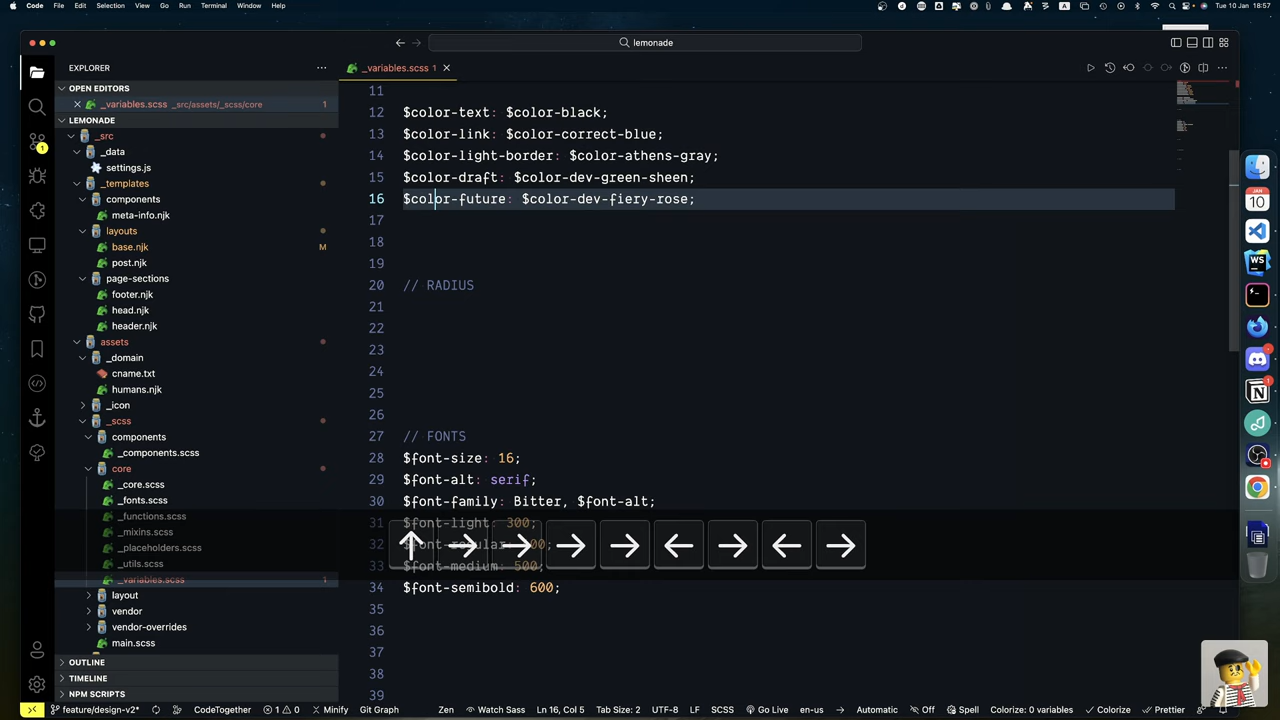 Code File Edit Selection View Go Run Terminal Window Help
Tue 10 Jan 18:57
lemonade
EXPLORER
_variables.scss 1
OPEN EDITORS
_variables.scss _src/assets/_scss/core 1
LEMONADE
_src
_data
settings.js
_templates
components
meta-info.njk
layouts
base.njk M
post.njk
page-sections
footer.njk
head.njk
header.njk
assets
_domain
cname.txt
humans.njk
_icon
_scss
components
_components.scss
core
_core.scss
_fonts.scss
_functions.scss
_mixins.scss
_placeholders.scss
_utils.scss
_variables.scss 1
layout
vendor
vendor-overrides
main.scss
OUTLINE
TIMELINE
NPM SCRIPTS
11
12 $color-text: $color-black;
13 $color-link: $color-correct-blue;
14 $color-light-border: $color-athens-gray;
15 $color-draft: $color-dev-green-sheen;
16 $color-future: $color-dev-fiery-rose;
17
18
19
20 // RADIUS
21
22
23
24
25
26
27 // FONTS
28 $font-size: 16;
29 $font-alt: serif;
30 $font-family: Bitter, $font-alt;
31 $font-light: 300;
32 $font-regular: 400;
33 $font-medium: 500;
34 $font-semibold: 600;
35
36
37
38
39
↑ → → → → ← → ← →
JAN
10
WS
feature/design-v2* CodeTogether 1 0 Minify Git Graph Zen Ln 16, Col 5 Tab Size: 2 UTF-8 LF SCSS Go Live en-us Automatic Off Spell Colorize: 0 variables Colorize Prettier